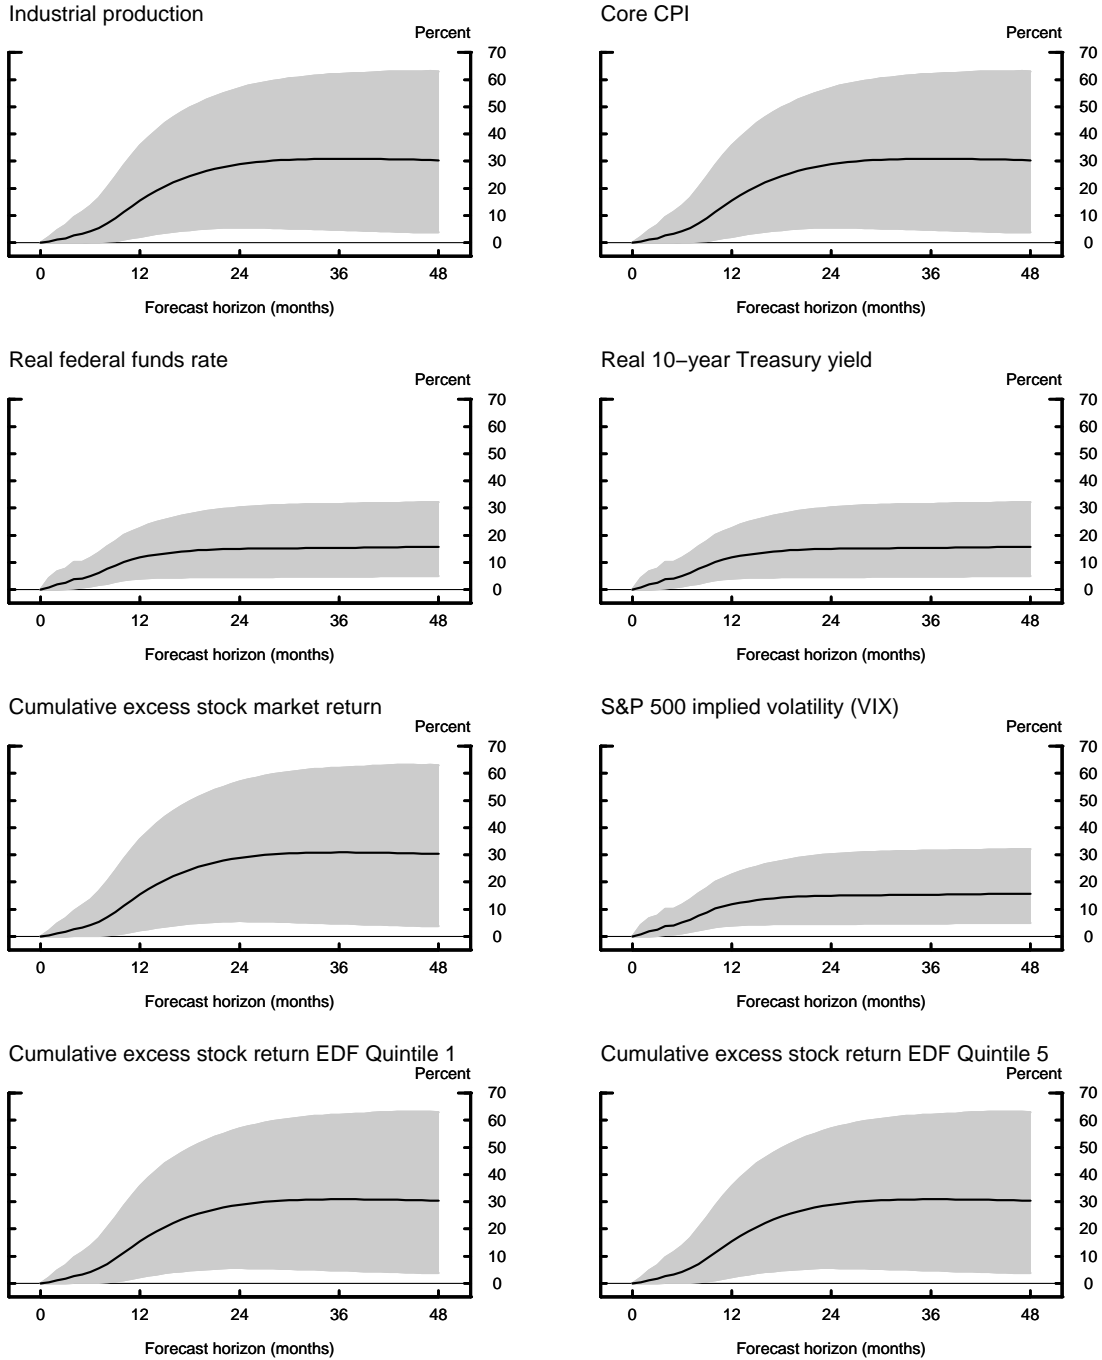 Industrial production
Percent
70
60
50
40
30
20
10
0
0 12 24 36 48
Forecast horizon (months)
Core CPI
Percent
70
60
50
40
30
20
10
0
0 12 24 36 48
Forecast horizon (months)
Real federal funds rate
Percent
70
60
50
40
30
20
10
0
0 12 24 36 48
Forecast horizon (months)
Real 10−year Treasury yield
Percent
70
60
50
40
30
20
10
0
0 12 24 36 48
Forecast horizon (months)
Cumulative excess stock market return
Percent
70
60
50
40
30
20
10
0
0 12 24 36 48
Forecast horizon (months)
S&P 500 implied volatility (VIX)
Percent
70
60
50
40
30
20
10
0
0 12 24 36 48
Forecast horizon (months)
Cumulative excess stock return EDF Quintile 1
Percent
70
60
50
40
30
20
10
0
0 12 24 36 48
Forecast horizon (months)
Cumulative excess stock return EDF Quintile 5
Percent
70
60
50
40
30
20
10
0
0 12 24 36 48
Forecast horizon (months)